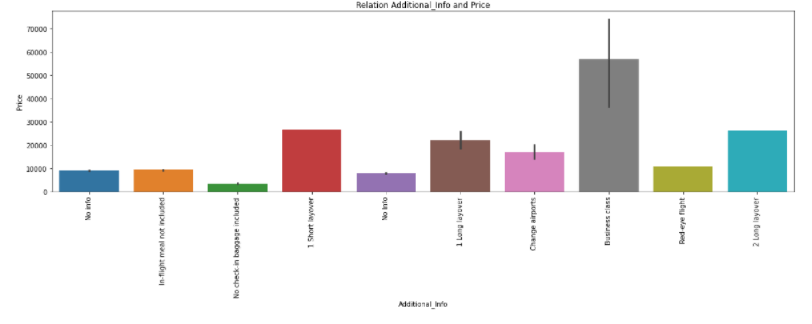 Relation Additional_Info and Price
Price
70000
60000
50000
40000
30000
20000
10000
0
No info
In-flight meal not included
No check-in baggage included
1 Short layover
No Info
1 Long layover
Change airports
Business class
Red-eye flight
2 Long layover
Additional_Info